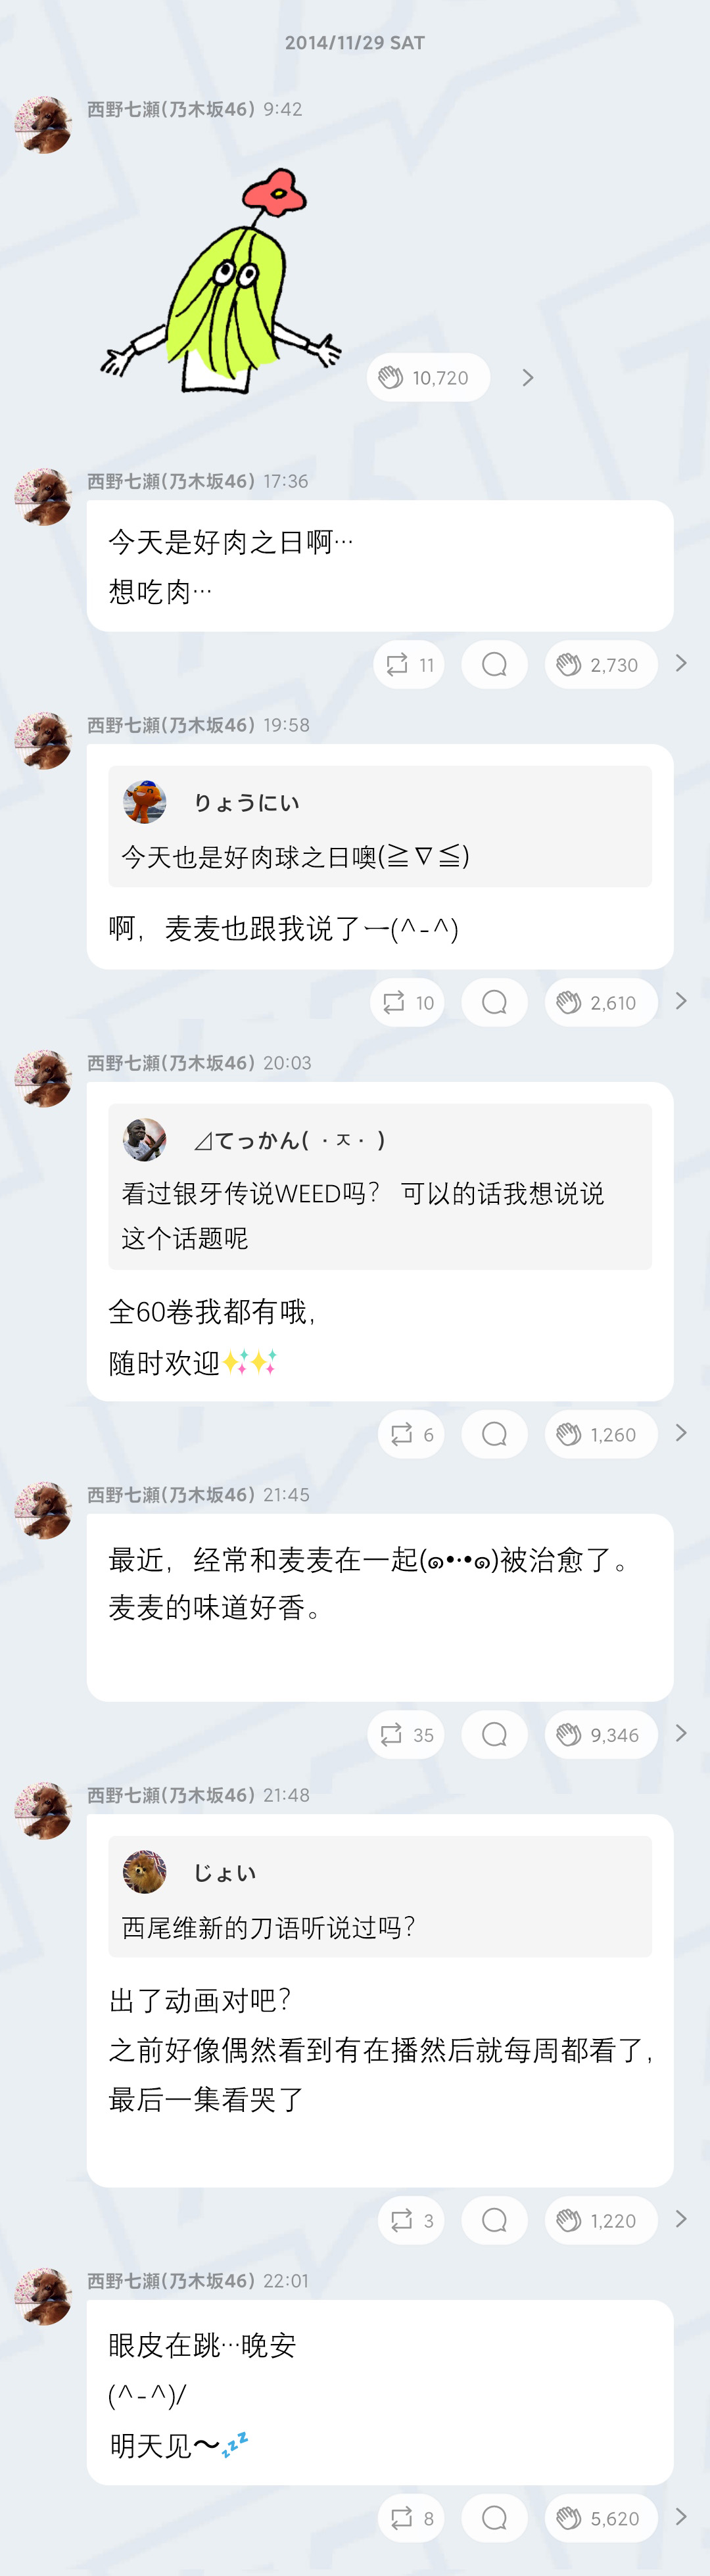 2014/11/29 SAT
西野七瀬(乃木坂46) 9:42
10,720
西野七瀬(乃木坂46) 17:36
今天是好肉之日啊…
想吃肉…
11
2,730
西野七瀬(乃木坂46) 19:58
りょうにい
今天也是好肉球之日噢(≧∇≦)
啊，麦麦也跟我说了ー(^-^)
10
2,610
西野七瀬(乃木坂46) 20:03
⊿てっかん( ・ㅈ・ )
看过银牙传说WEED吗？ 可以的话我想说说
这个话题呢
全60卷我都有哦，
随时欢迎✨✨
6
1,260
西野七瀬(乃木坂46) 21:45
最近，经常和麦麦在一起(๑•᎑•๑)被治愈了。
麦麦的味道好香。
35
9,346
西野七瀬(乃木坂46) 21:48
じょい
西尾维新的刀语听说过吗？
出了动画对吧？
之前好像偶然看到有在播然后就每周都看了，
最后一集看哭了
3
1,220
西野七瀬(乃木坂46) 22:01
眼皮在跳…晚安
(^-^)/
明天见〜💤
8
5,620